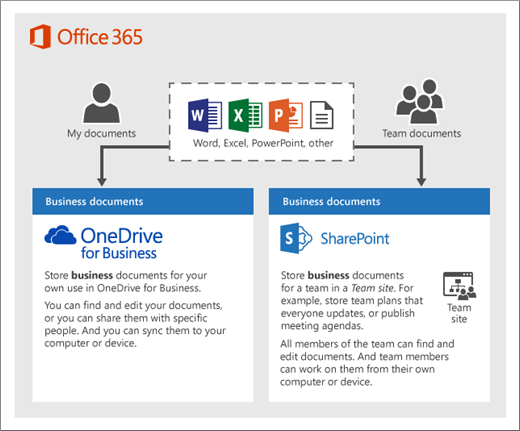 Office 365
My documents
W X P
Word, Excel, PowerPoint, other
Team documents
Business documents
OneDrive
for Business
Store business documents for your
own use in OneDrive for Business.
You can find and edit your documents,
or you can share them with specific
people. And you can sync them to your
computer or device.
Business documents
S SharePoint
Store business documents
for a team in a Team site. For
example, store team plans that
everyone updates, or publish
meeting agendas.
Team
site
All members of the team can find and
edit documents. And team members
can work on them from their own
computer or device.